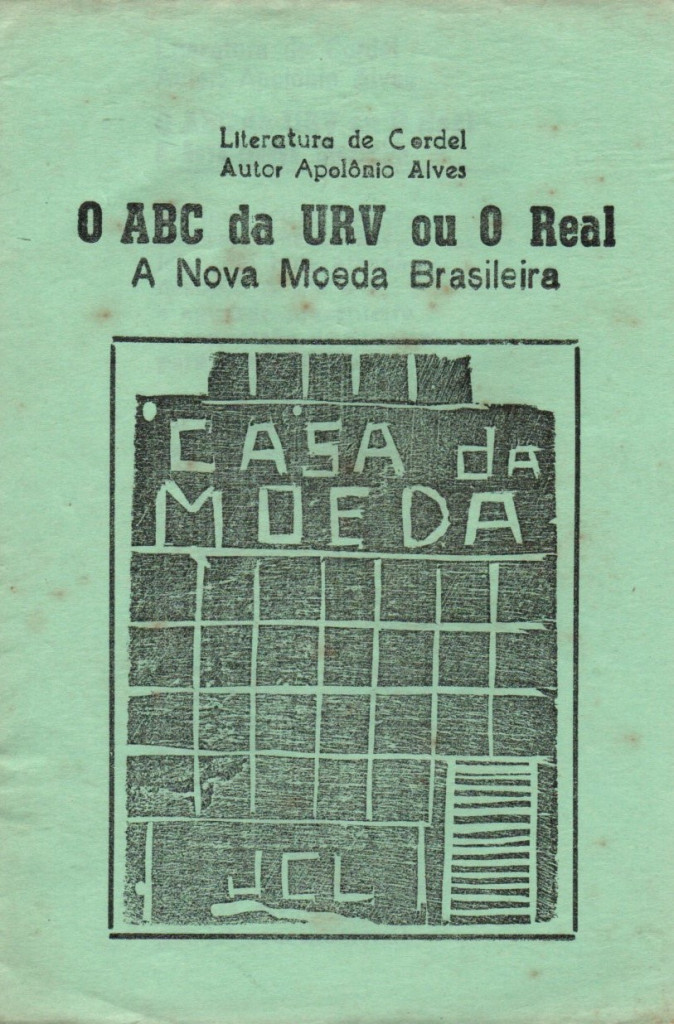 Literatura de Cordel
Autor Apolônio Alves
O ABC da URV ou O Real
A Nova Moeda Brasileira
CASA da
MOEDA
JCL